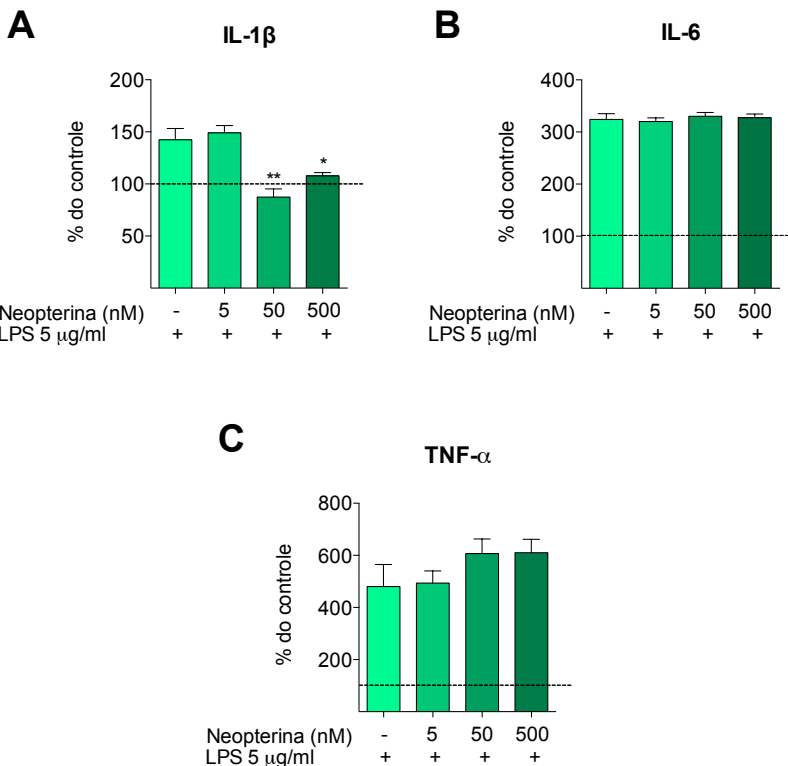 A
IL-1β
200
150
100
50
% do controle
**
*
Neopterina (nM) - 5 50 500
LPS 5 μg/ml + + + +
B
IL-6
400
300
200
100
% do controle
Neopterina (nM) - 5 50 500
LPS 5 μg/ml + + + +
C
TNF-α
800
600
400
200
% do controle
Neopterina (nM) - 5 50 500
LPS 5 μg/ml + + + +